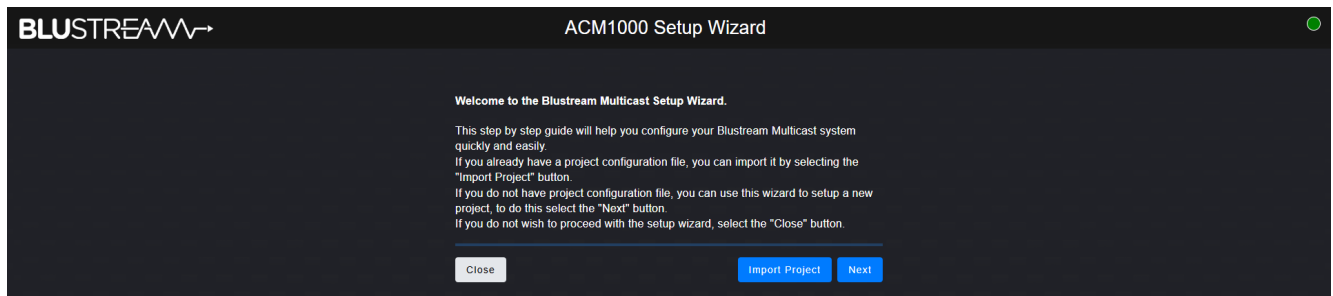 BLUSTREAM
ACM1000 Setup Wizard
Welcome to the Blustream Multicast Setup Wizard.
This step by step guide will help you configure your Blustream Multicast system
quickly and easily.
If you already have a project configuration file, you can import it by selecting the
"Import Project" button.
If you do not have project configuration file, you can use this wizard to setup a new
project, to do this select the "Next" button.
If you do not wish to proceed with the setup wizard, select the "Close" button.
Close
Import Project
Next